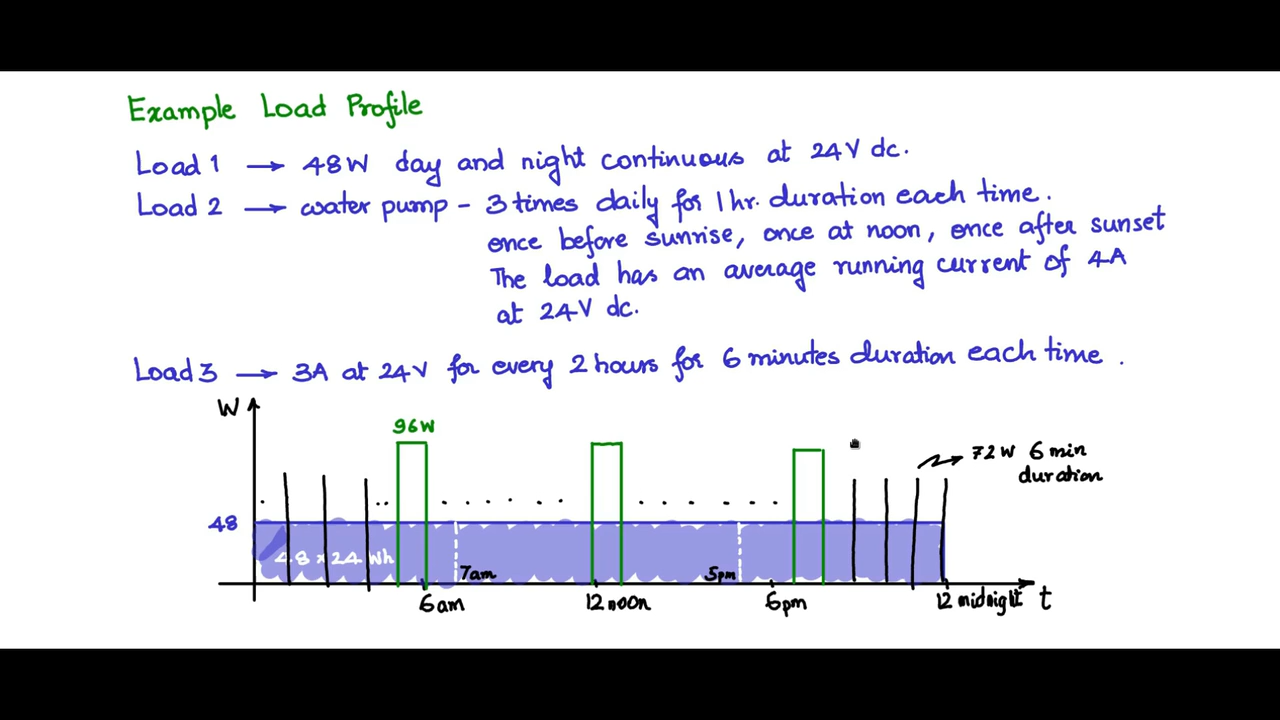 Example Load Profile
Load 1 → 48W day and night continuous at 24V dc.
Load 2 → water pump - 3 times daily for 1 hr. duration each time.
once before sunrise, once at noon, once after sunset
The load has an average running current of 4A
at 24V dc.
Load 3 → 3A at 24V for every 2 hours for 6 minutes duration each time.
W
96W
72W 6 min
duration
48
48 x 24 Wh
7am
5pm
6am
12 noon
6pm
12 midnight
t